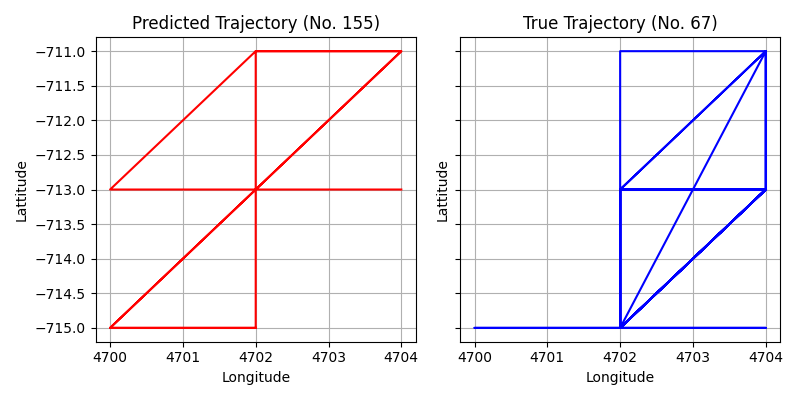 Predicted Trajectory (No. 155)
True Trajectory (No. 67)
−711.0
−711.5
−712.0
−712.5
−713.0
−713.5
−714.0
−714.5
−715.0
Lattitude
Lattitude
4700 4701 4702 4703 4704
4700 4701 4702 4703 4704
Longitude
Longitude